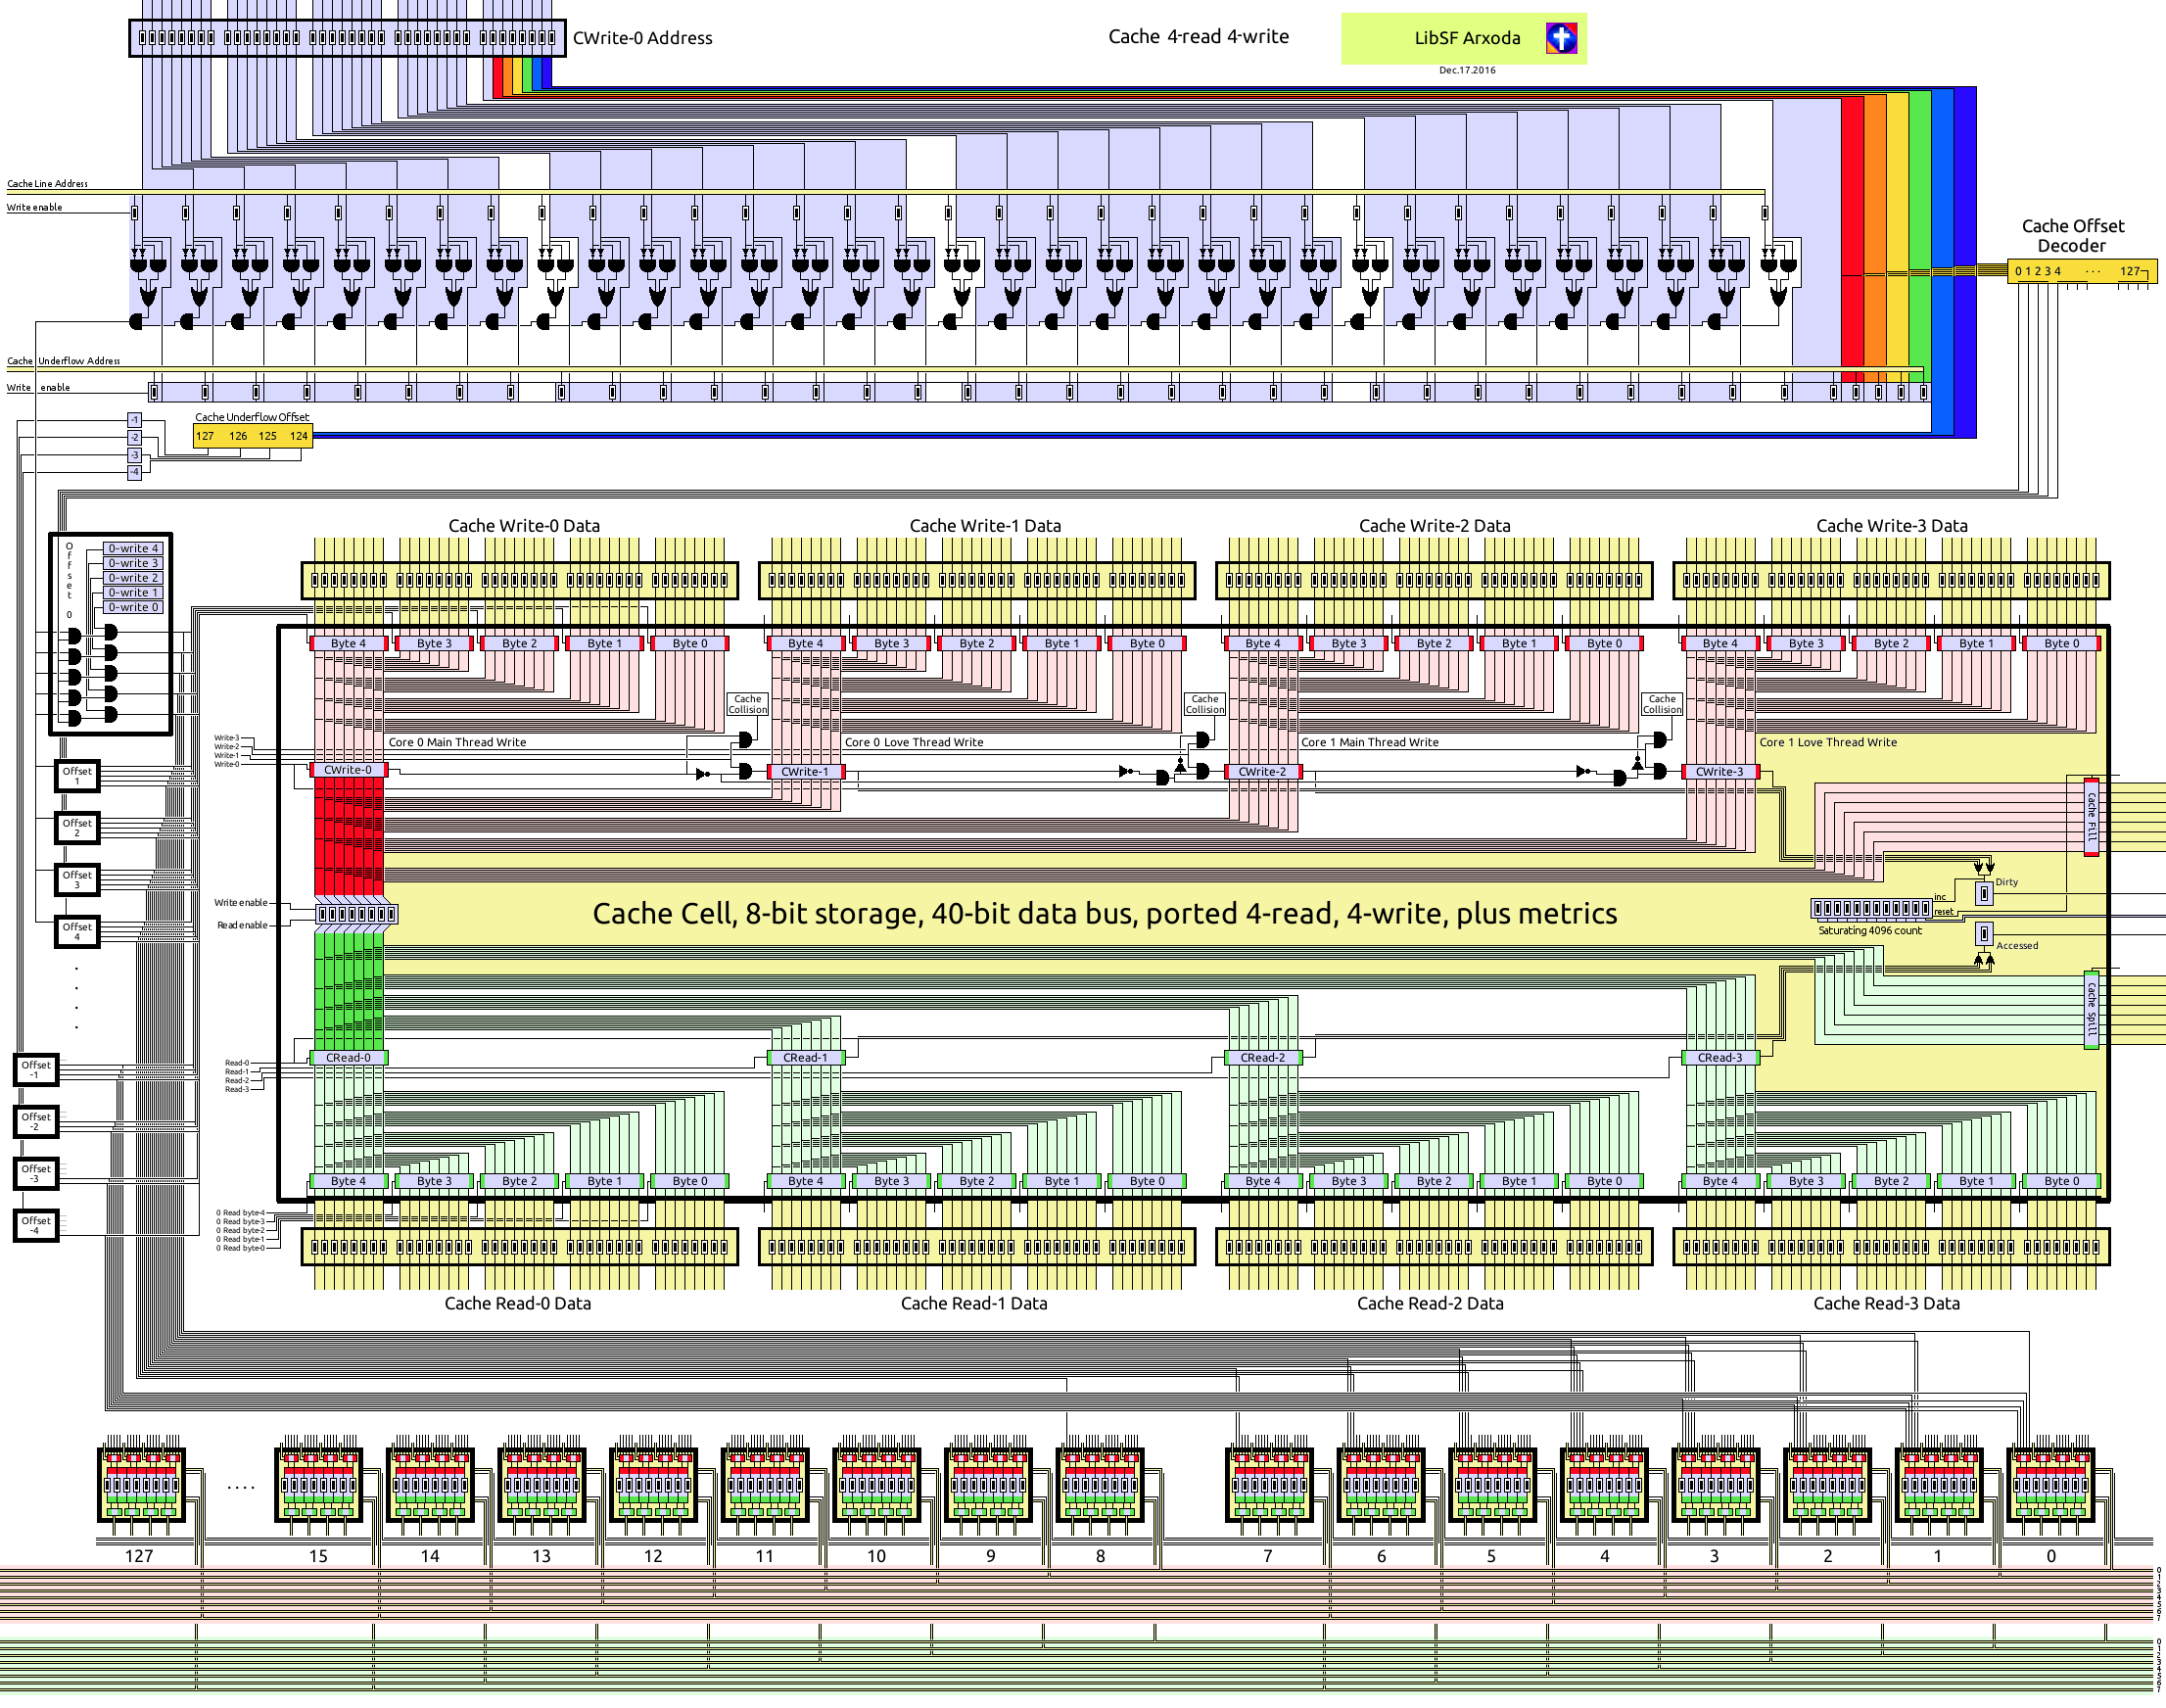 CWrite-0 Address
Cache 4-read 4-write
LibSF Arxoda
Dec.17.2016
Cache Line Address
Write enable
Cache Offset
Decoder
0 1 2 3 4 ... 127
Cache Underflow Address
Write enable
Cache Underflow Offset
127 126 125 124
-1
-2
-3
-4
Cache Write-0 Data
Cache Write-1 Data
Cache Write-2 Data
Cache Write-3 Data
Offset 0
0-write 4
0-write 3
0-write 2
0-write 1
0-write 0
Byte 4 Byte 3 Byte 2 Byte 1 Byte 0
Byte 4 Byte 3 Byte 2 Byte 1 Byte 0
Byte 4 Byte 3 Byte 2 Byte 1 Byte 0
Byte 4 Byte 3 Byte 2 Byte 1 Byte 0
Cache
Collision
Cache
Collision
Cache
Collision
Write-3
Write-2
Write-1
Write-0
Core 0 Main Thread Write
Core 0 Love Thread Write
Core 1 Main Thread Write
Core 1 Love Thread Write
CWrite-0
CWrite-1
CWrite-2
CWrite-3
Offset
1
Offset
2
Offset
3
Offset
4
Cache Fill
Dirty
inc
reset
Saturating 4096 count
Accessed
Cache Spill
Write enable
Read enable
Cache Cell, 8-bit storage, 40-bit data bus, ported 4-read, 4-write, plus metrics
Offset
-1
Offset
-2
Offset
-3
Offset
-4
Read-0
Read-1
Read-2
Read-3
CRead-0
CRead-1
CRead-2
CRead-3
Byte 4 Byte 3 Byte 2 Byte 1 Byte 0
Byte 4 Byte 3 Byte 2 Byte 1 Byte 0
Byte 4 Byte 3 Byte 2 Byte 1 Byte 0
Byte 4 Byte 3 Byte 2 Byte 1 Byte 0
0 Read byte-4
0 Read byte-3
0 Read byte-2
0 Read byte-1
0 Read byte-0
Cache Read-0 Data
Cache Read-1 Data
Cache Read-2 Data
Cache Read-3 Data
127 .... 15 14 13 12 11 10 9 8 7 6 5 4 3 2 1 0
0
1
2
3
4
5
6
7
0
1
2
3
4
5
6
7